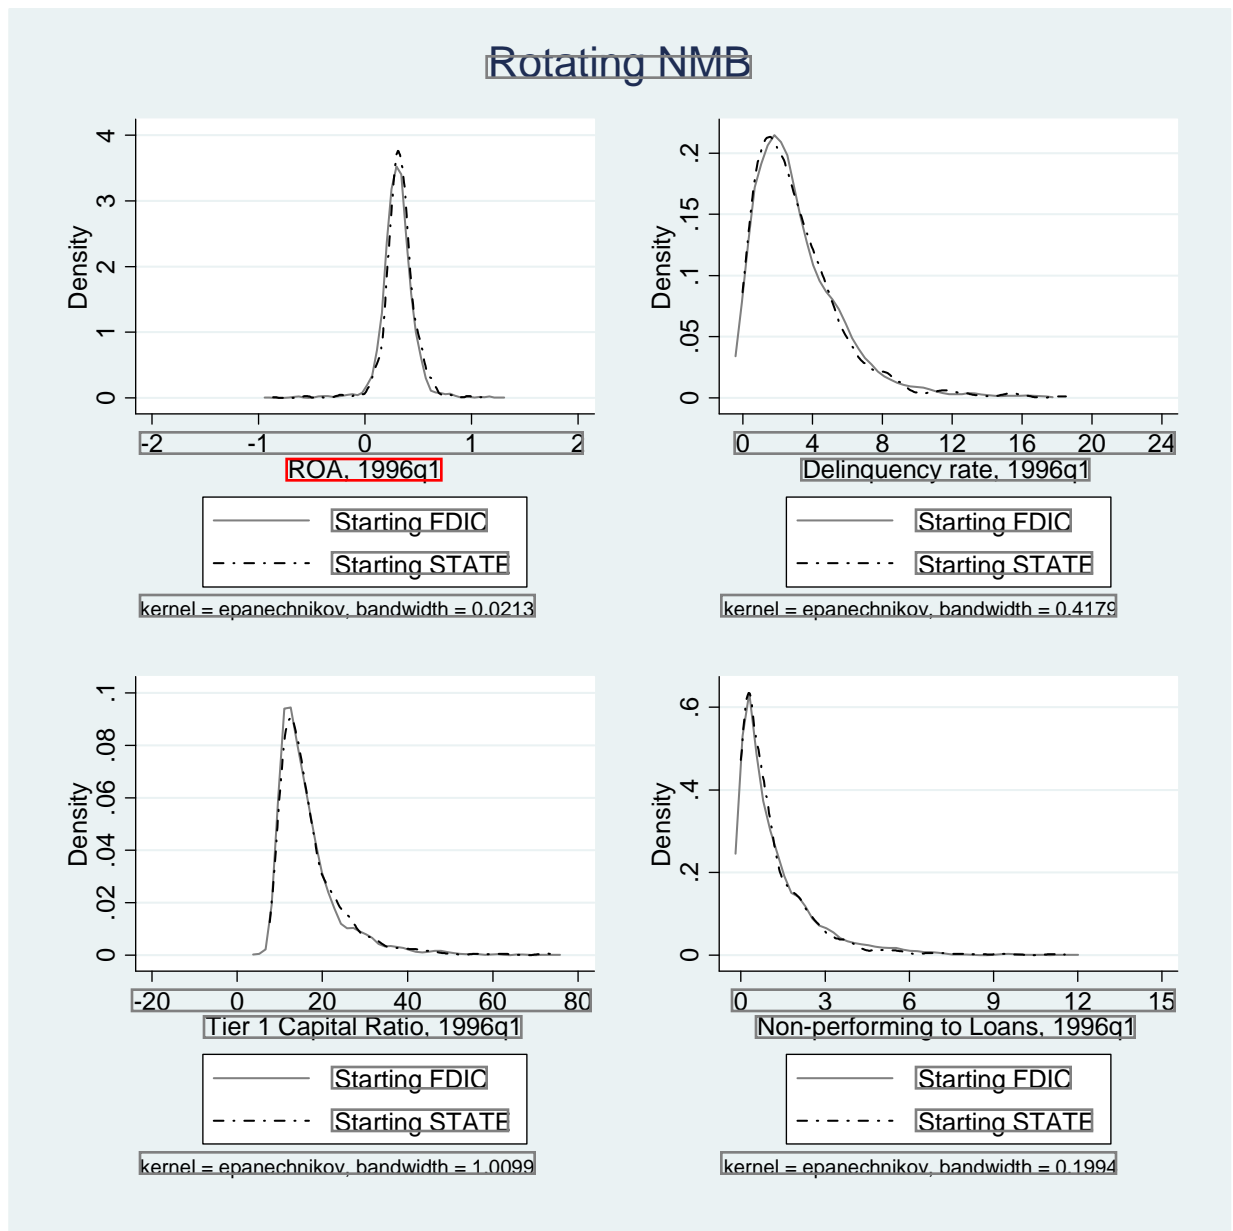 Rotating NMB
Density
0 1 2 3 4
-2 -1 0 1 2
ROA, 1996q1
Starting FDIC
Starting STATE
kernel = epanechnikov, bandwidth = 0.0213
Density
0 .05 .1 .15 .2
0 4 8 12 16 20 24
Delinquency rate, 1996q1
Starting FDIC
Starting STATE
kernel = epanechnikov, bandwidth = 0.4179
Density
0 .02 .04 .06 .08 .1
-20 0 20 40 60 80
Tier 1 Capital Ratio, 1996q1
Starting FDIC
Starting STATE
kernel = epanechnikov, bandwidth = 1.0099
Density
0 .2 .4 .6
0 3 6 9 12 15
Non-performing to Loans, 1996q1
Starting FDIC
Starting STATE
kernel = epanechnikov, bandwidth = 0.1994